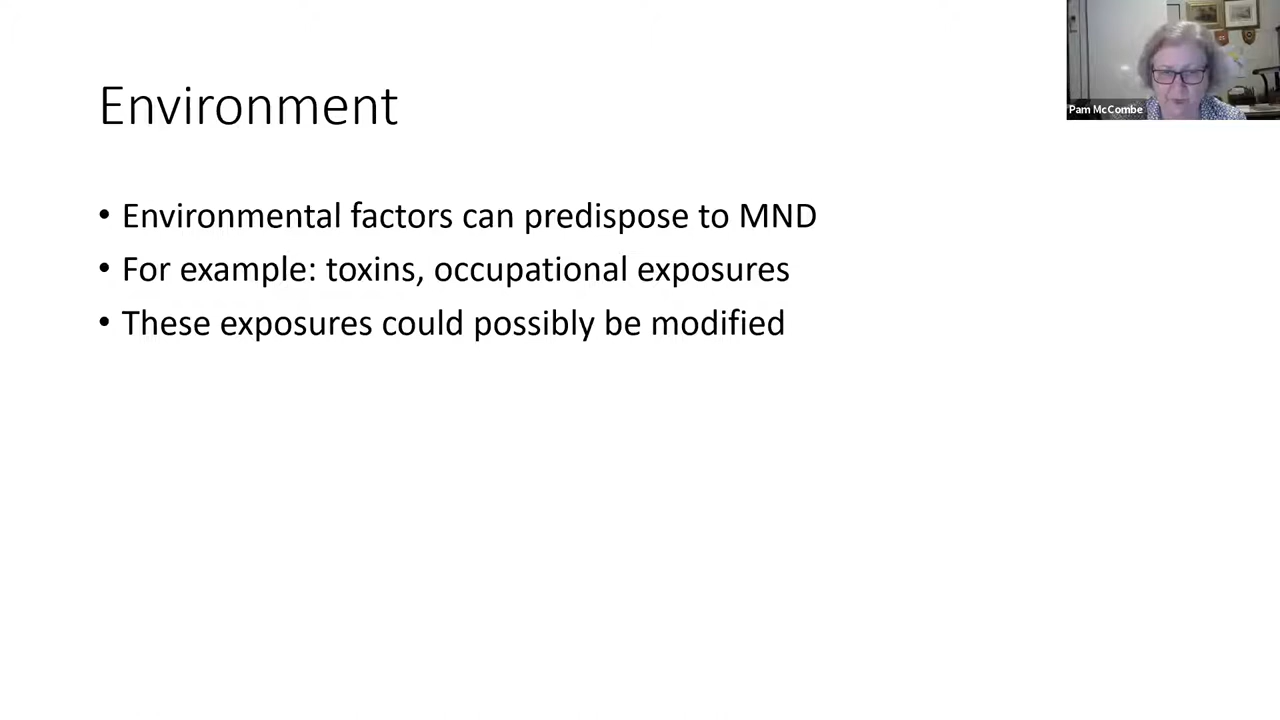 Environment
Pam McCombe
• Environmental factors can predispose to MND
• For example: toxins, occupational exposures
• These exposures could possibly be modified